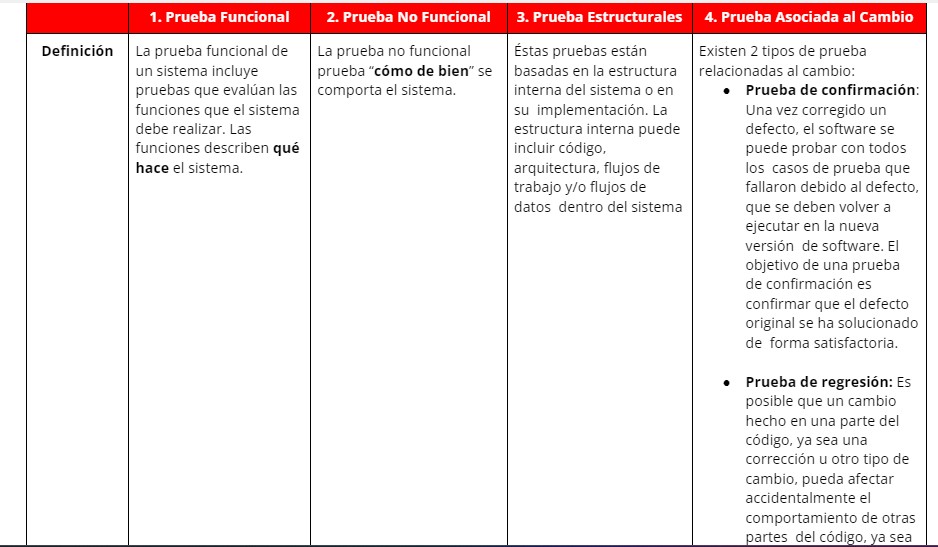 1. Prueba Funcional
2. Prueba No Funcional
3. Prueba Estructurales
4. Prueba Asociada al Cambio
Definición
La prueba funcional de
un sistema incluye
pruebas que evalúan las
funciones que el sistema
debe realizar. Las
funciones describen qué
hace el sistema.
La prueba no funcional
prueba “cómo de bien” se
comporta el sistema.
Éstas pruebas están
basadas en la estructura
interna del sistema o en
su implementación. La
estructura interna puede
incluir código,
arquitectura, flujos de
trabajo y/o flujos de
datos dentro del sistema
Existen 2 tipos de prueba
relacionadas al cambio:
● Prueba de confirmación:
Una vez corregido un
defecto, el software se
puede probar con todos
los casos de prueba que
fallaron debido al defecto,
que se deben volver a
ejecutar en la nueva
versión de software. El
objetivo de una prueba
de confirmación es
confirmar que el defecto
original se ha solucionado
de forma satisfactoria.
● Prueba de regresión: Es
posible que un cambio
hecho en una parte del
código, ya sea una
corrección u otro tipo de
cambio, pueda afectar
accidentalmente el
comportamiento de otras
partes del código, ya sea